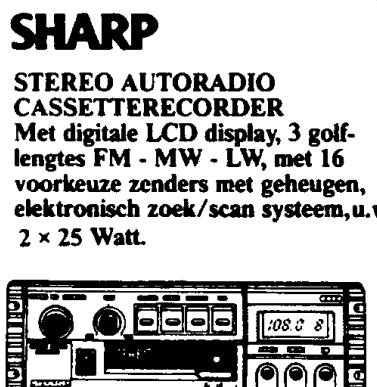 SHARP
STEREO AUTORADIO
CASSETTERECORDER
Met digitale LCD display, 3 golf-
lengtes FM - MW - LW, met 16
voorkeuze zenders met geheugen,
elektronisch zoek/scan systeem,u.v
2 × 25 Watt.
108.0 8